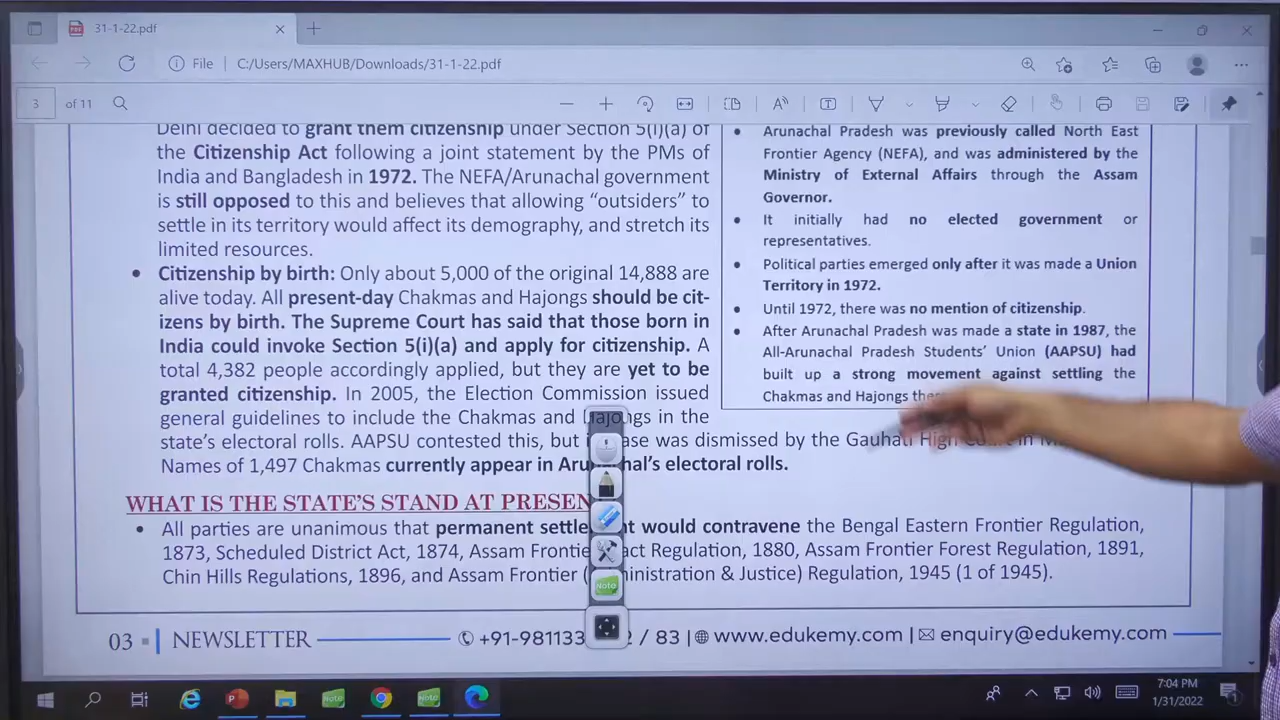 31-1-22.pdf
File C:/Users/MAXHUB/Downloads/31-1-22.pdf
3 of 11
Delhi decided to grant them citizenship under Section 5(i)(a) of
the Citizenship Act following a joint statement by the PMs of
India and Bangladesh in 1972. The NEFA/Arunachal government
is still opposed to this and believes that allowing “outsiders” to
settle in its territory would affect its demography, and stretch its
limited resources.
• Citizenship by birth: Only about 5,000 of the original 14,888 are
alive today. All present-day Chakmas and Hajongs should be cit-
izens by birth. The Supreme Court has said that those born in
India could invoke Section 5(i)(a) and apply for citizenship. A
total 4,382 people accordingly applied, but they are yet to be
granted citizenship. In 2005, the Election Commission issued
general guidelines to include the Chakmas and Hajongs in the
state’s electoral rolls. AAPSU contested this, but was dismissed by the Gauhati High in
Names of 1,497 Chakmas currently appear in electoral rolls.
• Arunachal Pradesh was previously called North East
Frontier Agency (NEFA), and was administered by the
Ministry of External Affairs through the Assam
Governor.
• It initially had no elected government or
representatives.
• Political parties emerged only after it was made a Union
Territory in 1972.
• Until 1972, there was no mention of citizenship.
• After Arunachal Pradesh was made a state in 1987, the
All-Arunachal Pradesh Students’ Union (AAPSU) had
built up a strong movement against settling the
Chakmas and Hajongs
WHAT IS THE STATE’S STAND AT
• All parties are unanimous that permanent would contravene the Bengal Eastern Frontier Regulation,
1873, Scheduled District Act, 1874, Assam Regulation, 1880, Assam Frontier Forest Regulation, 1891,
Chin Hills Regulations, 1896, and Assam Frontier & Justice) Regulation, 1945 (1 of 1945).
03 NEWSLETTER +91-981133 / 83 | www.edukemy.com | enquiry@edukemy.com
Note
Note
Note
7:04 PM
1/31/2022